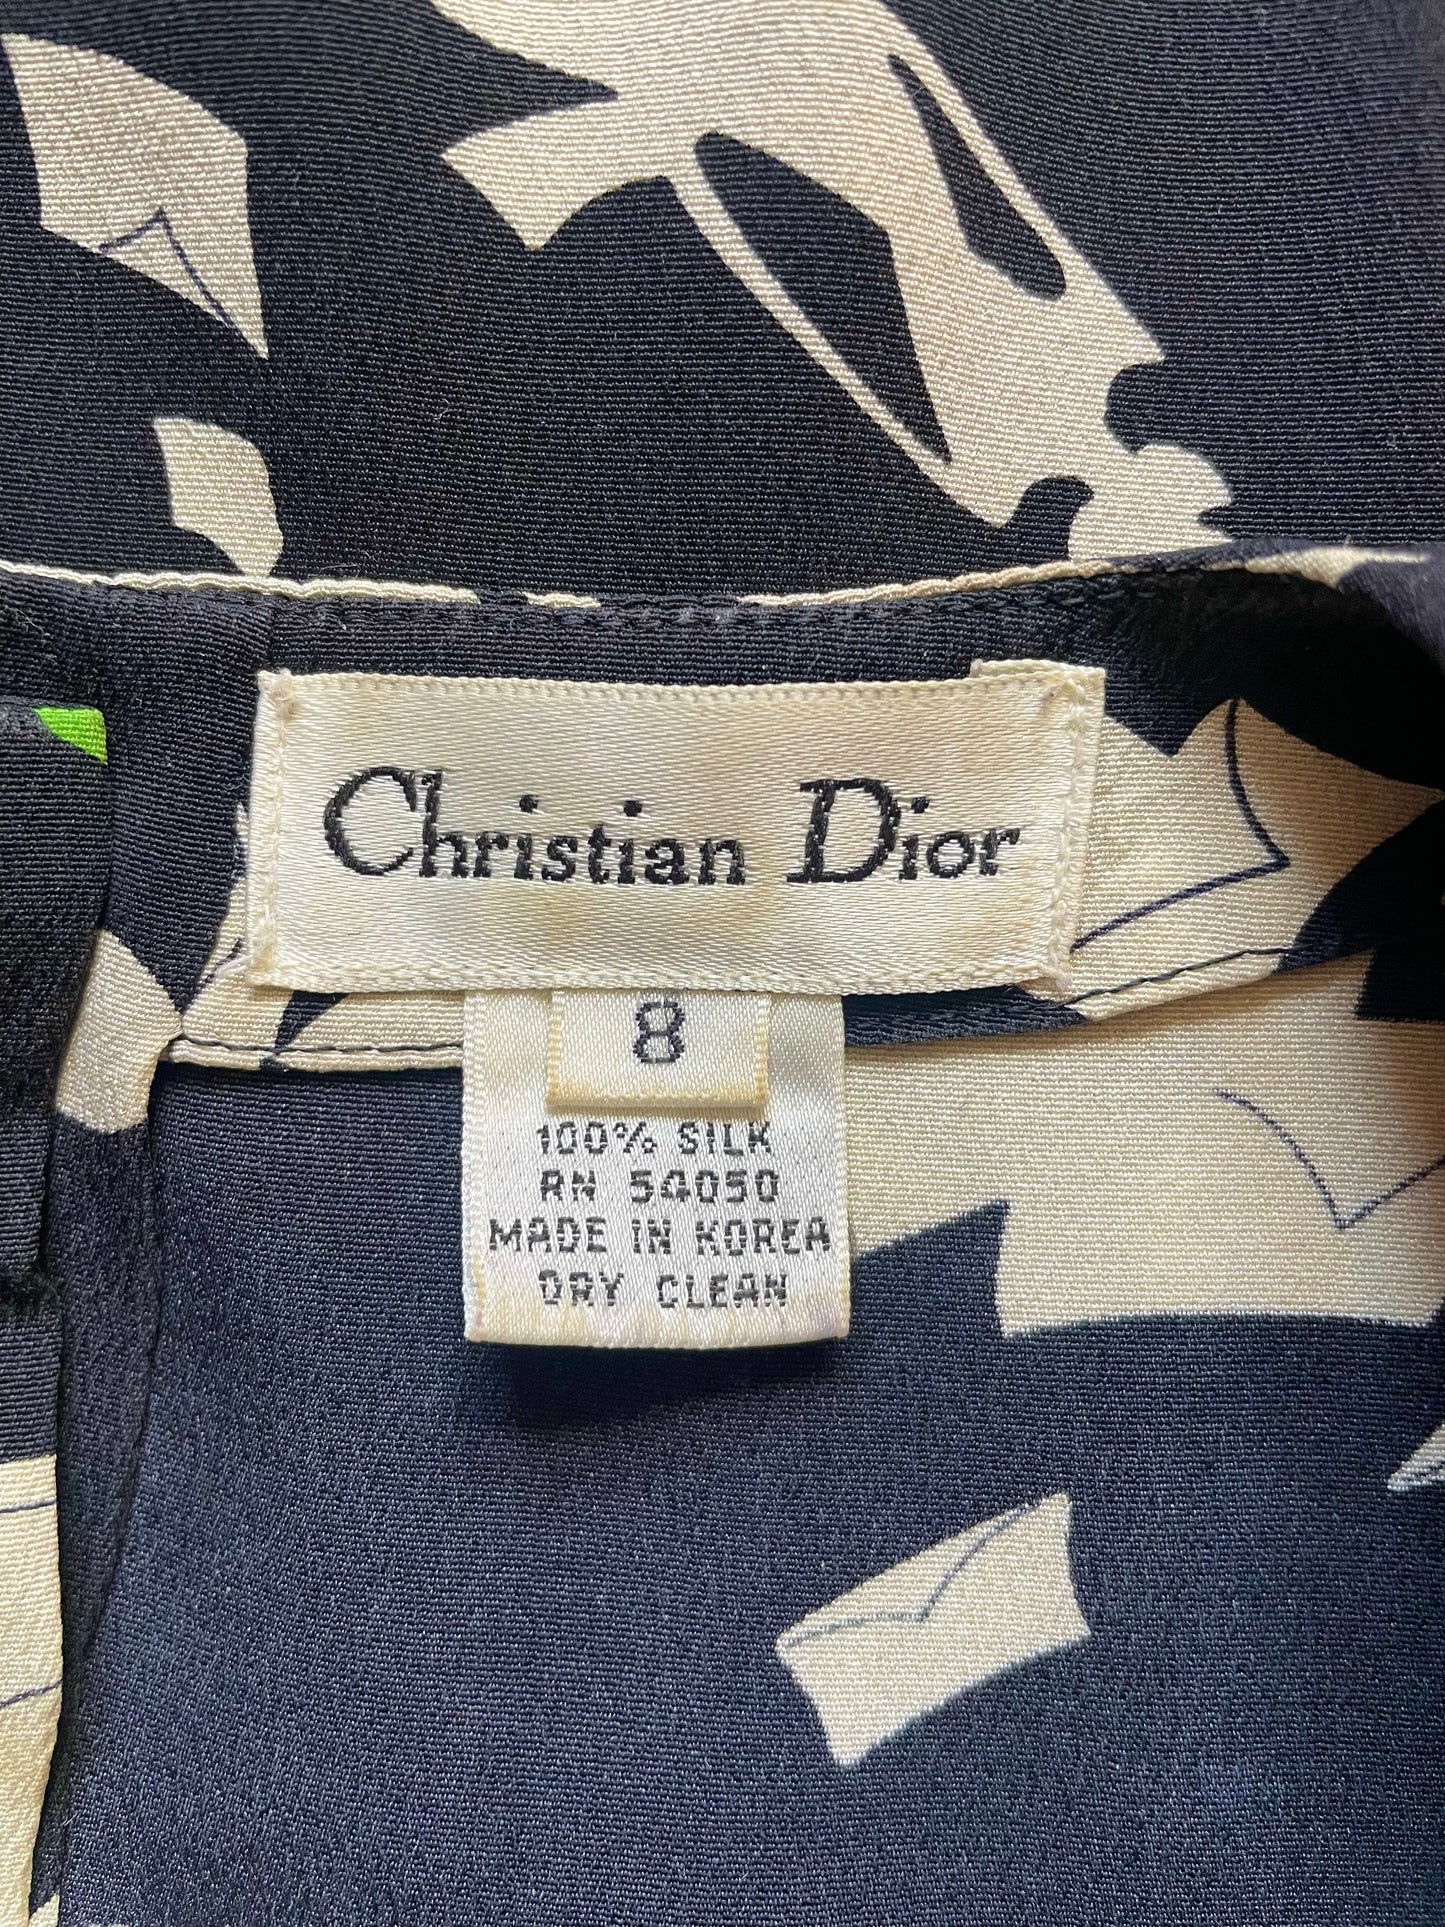 Christian Dior
8
100% SILK
RN 54050
MADE IN KOREA
DRY CLEAN